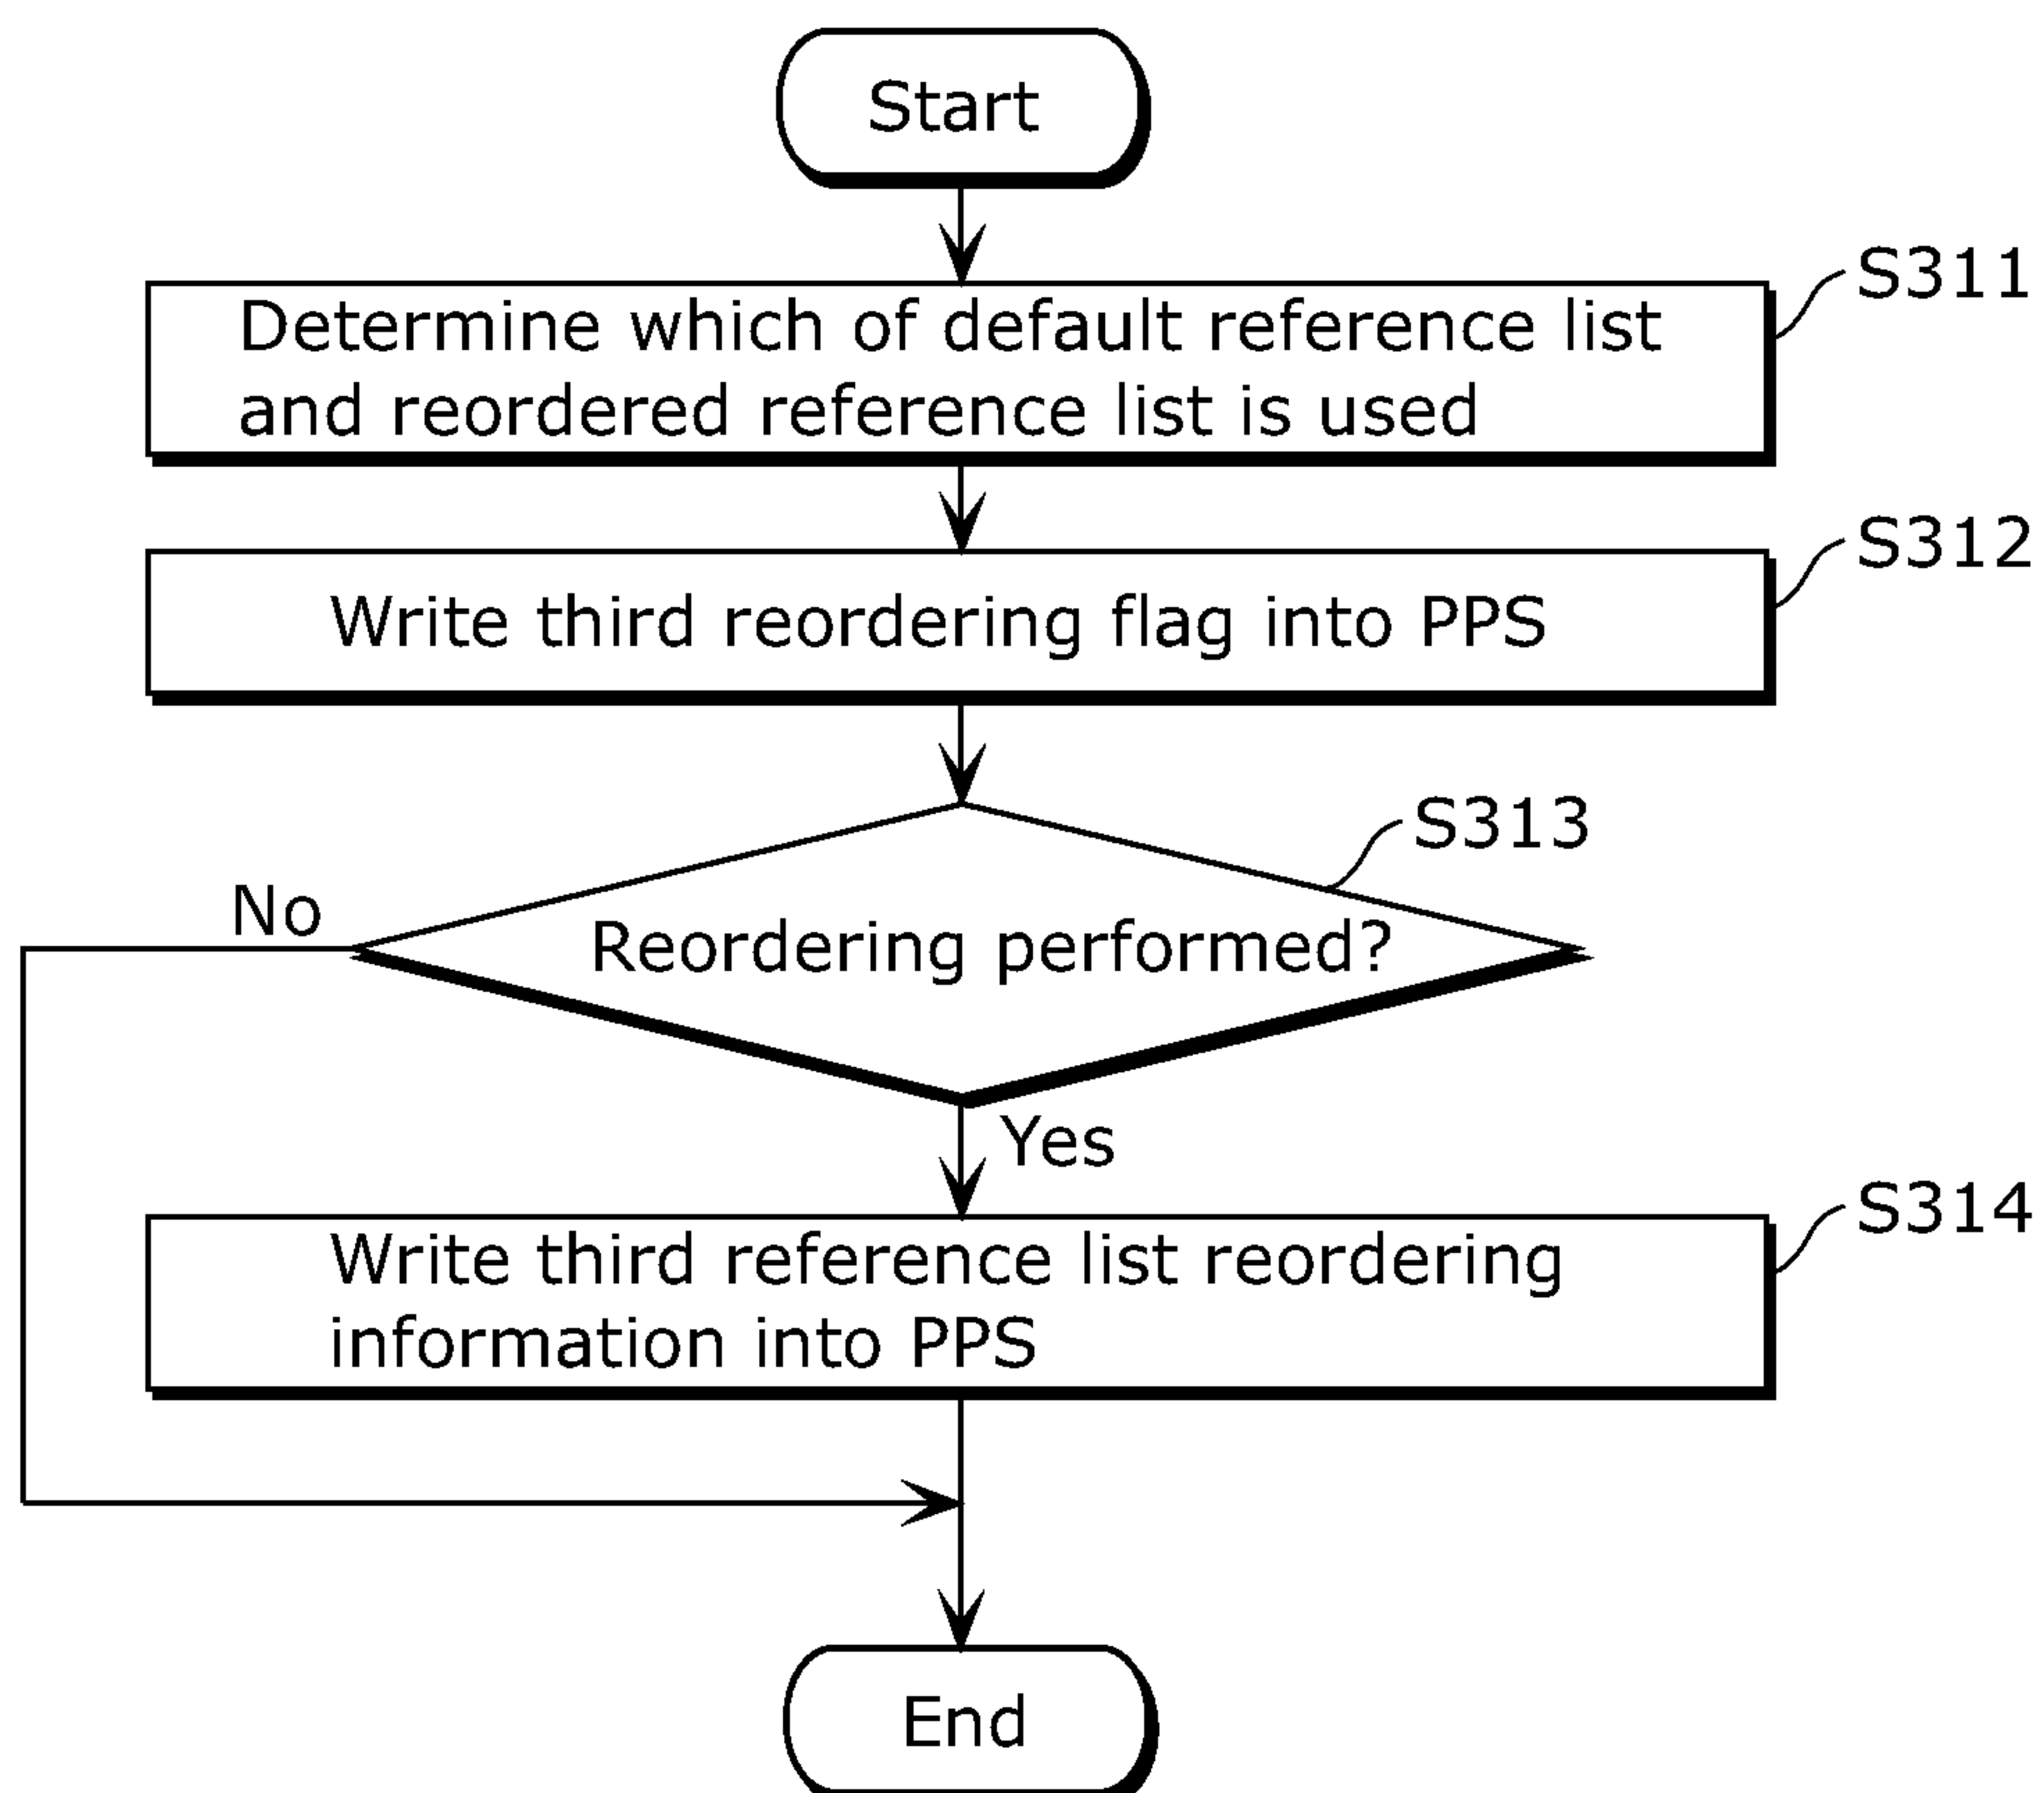 Start
S311
Determine which of default reference list
and reordered reference list is used
S312
Write third reordering flag into PPS
S313
No
Reordering performed?
Yes
S314
Write third reference list reordering
information into PPS
End